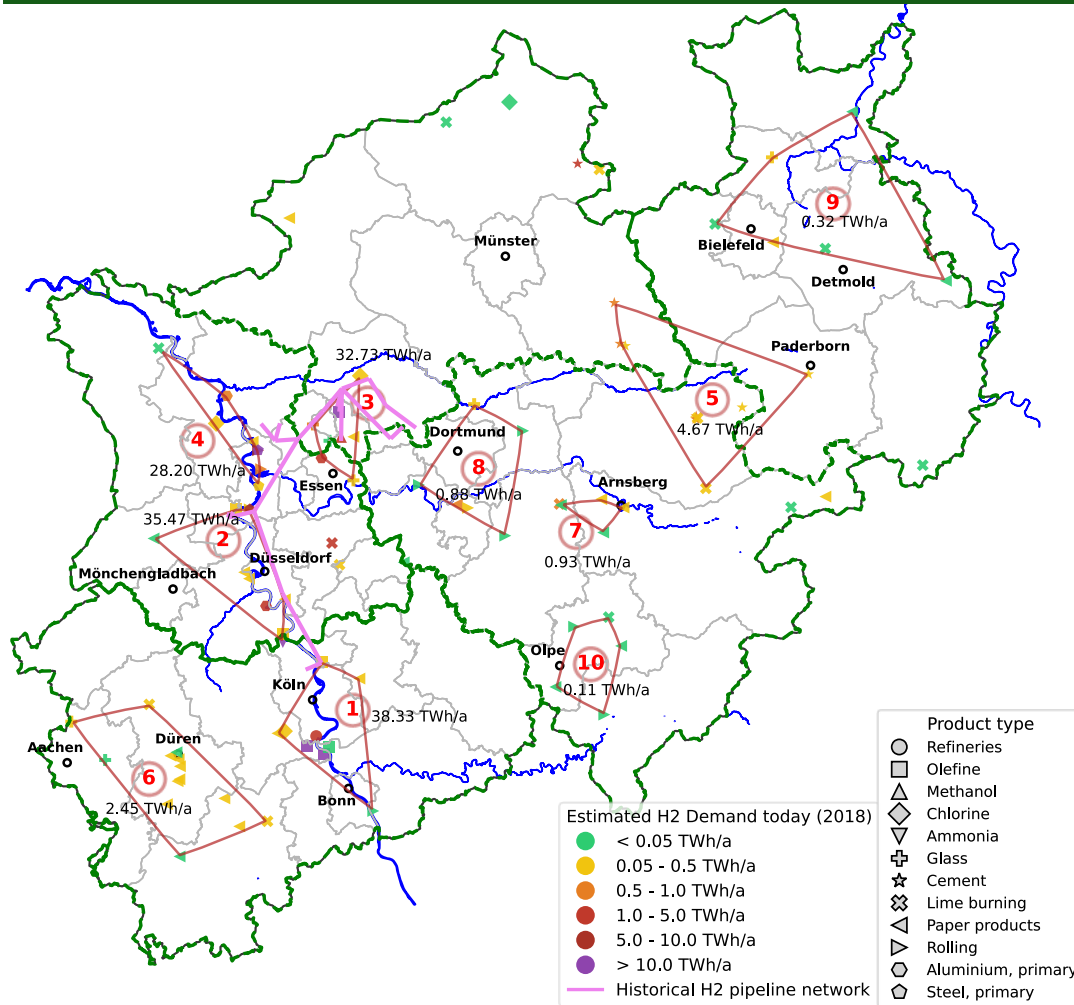 9
0.32 TWh/a
Münster
Bielefeld
Detmold
Paderborn
32.73 TWh/a
3
5
4.67 TWh/a
4
28.20 TWh/a
Dortmund
8
0.88 TWh/a
Essen
Arnsberg
7
0.93 TWh/a
35.47 TWh/a
2
Düsseldorf
Mönchengladbach
Olpe
10
0.11 TWh/a
Köln
1
38.33 TWh/a
Bonn
Aachen
Düren
6
2.45 TWh/a
Estimated H2 Demand today (2018)
< 0.05 TWh/a
0.05 - 0.5 TWh/a
0.5 - 1.0 TWh/a
1.0 - 5.0 TWh/a
5.0 - 10.0 TWh/a
> 10.0 TWh/a
Historical H2 pipeline network
Product type
Refineries
Olefine
Methanol
Chlorine
Ammonia
Glass
Cement
Lime burning
Paper products
Rolling
Aluminium, primary
Steel, primary